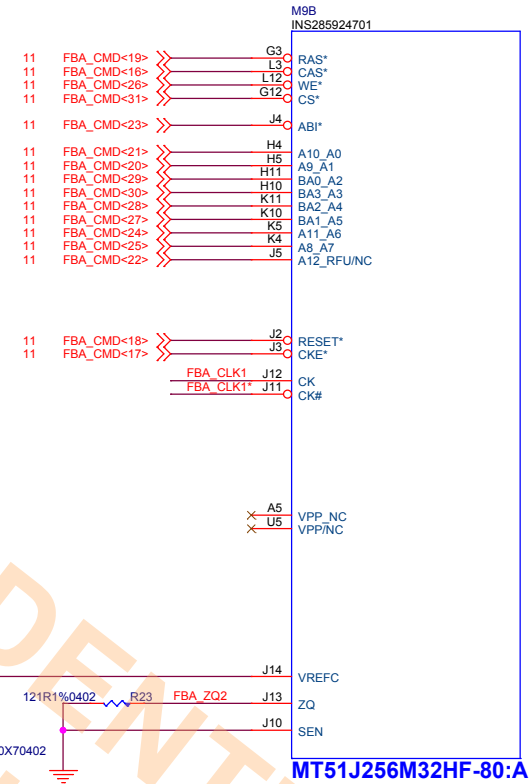 M9B
INS285924701
11 FBA_CMD<19> G3 RAS*
11 FBA_CMD<16> L3 CAS*
11 FBA_CMD<26> L12 WE*
11 FBA_CMD<31> G12 CS*
11 FBA_CMD<23> J4 ABI*
11 FBA_CMD<21> H4 A10_A0
11 FBA_CMD<20> H5 A9_A1
11 FBA_CMD<29> H11 BA0_A2
11 FBA_CMD<30> H10 BA3_A3
11 FBA_CMD<28> K11 BA2_A4
11 FBA_CMD<27> K10 BA1_A5
11 FBA_CMD<24> K5 A11_A6
11 FBA_CMD<25> K4 A8_A7
11 FBA_CMD<22> J5 A12_RFU/NC
11 FBA_CMD<18> J2 RESET*
11 FBA_CMD<17> J3 CKE*
FBA_CLK1 J12 CK
FBA_CLK1* J11 CK#
A5 VPP_NC
U5 VPP/NC
J14 VREFC
121R1%0402 R23 FBA_ZQ2 J13 ZQ
J10 SEN
0X70402
MT51J256M32HF-80:A
DENT